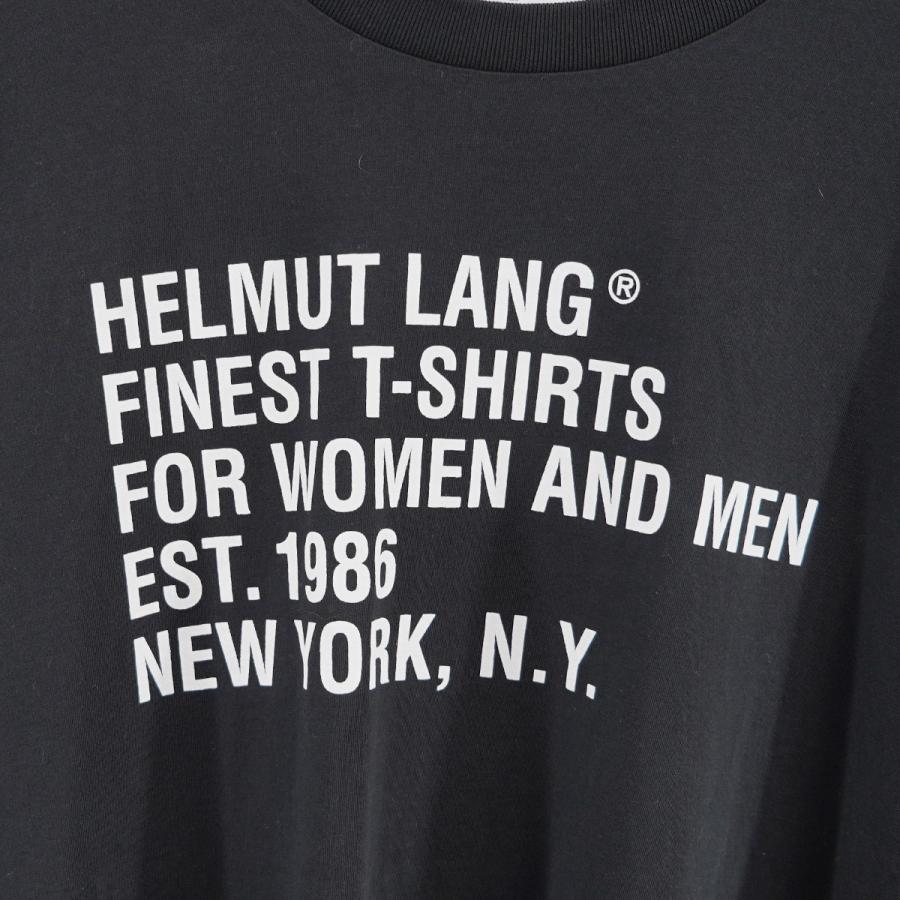 HELMUT LANG®
FINEST T-SHIRTS
FOR WOMEN AND MEN
EST. 1986
NEW YORK, N.Y.